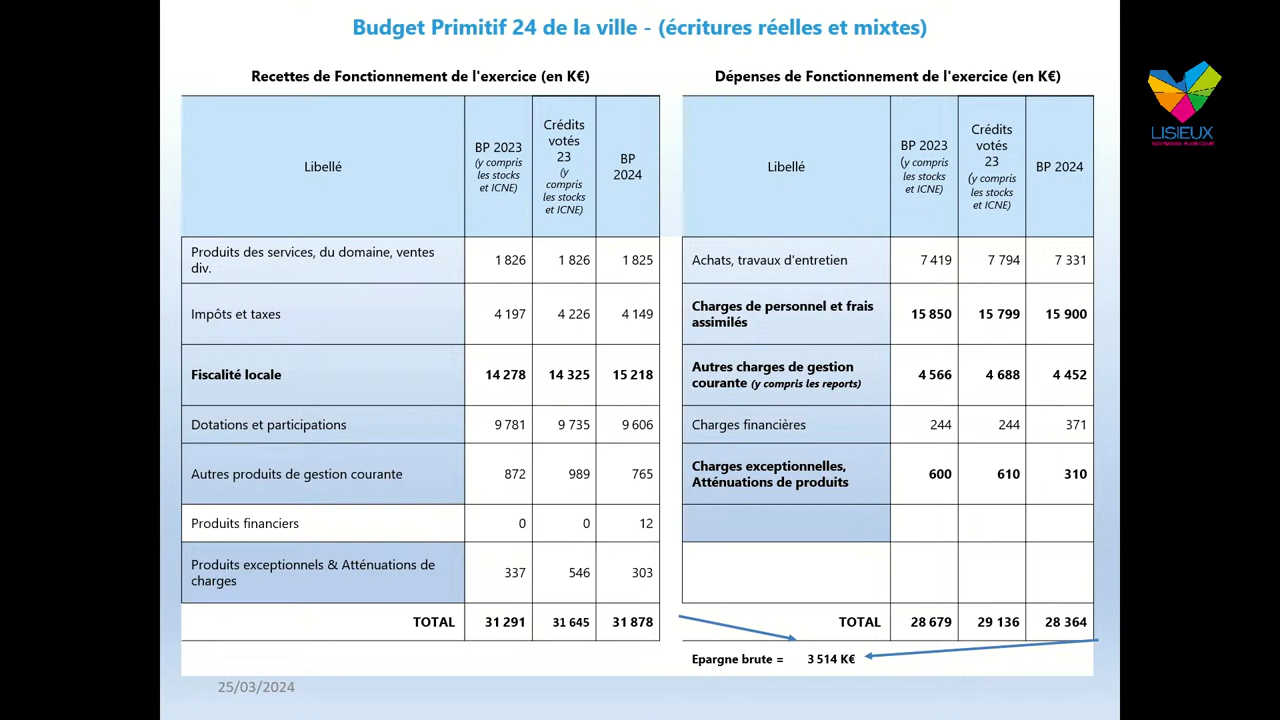 Budget Primitif 24 de la ville - (écritures réelles et mixtes)
Recettes de Fonctionnement de l'exercice (en K€)
Libellé
BP 2023
(y compris
les stocks
et ICNE)
Crédits
votés
23
(y
compris
les stocks
et ICNE)
BP
2024
Produits des services, du domaine, ventes
div.
1 826 1 826 1 825
Impôts et taxes 4 197 4 226 4 149
Fiscalité locale 14 278 14 325 15 218
Dotations et participations 9 781 9 735 9 606
Autres produits de gestion courante 872 989 765
Produits financiers 0 0 12
Produits exceptionnels & Atténuations de
charges
337 546 303
TOTAL 31 291 31 645 31 878
Dépenses de Fonctionnement de l'exercice (en K€)
Libellé
BP 2023
(y compris
les stocks
et ICNE)
Crédits
votés
23
(y compris
les stocks
et ICNE)
BP 2024
Achats, travaux d'entretien 7 419 7 794 7 331
Charges de personnel et frais
assimilés
15 850 15 799 15 900
Autres charges de gestion
courante (y compris les reports)
4 566 4 688 4 452
Charges financières 244 244 371
Charges exceptionnelles,
Atténuations de produits
600 610 310
TOTAL 28 679 29 136 28 364
Epargne brute = 3 514 K€
25/03/2024
LISIEUX